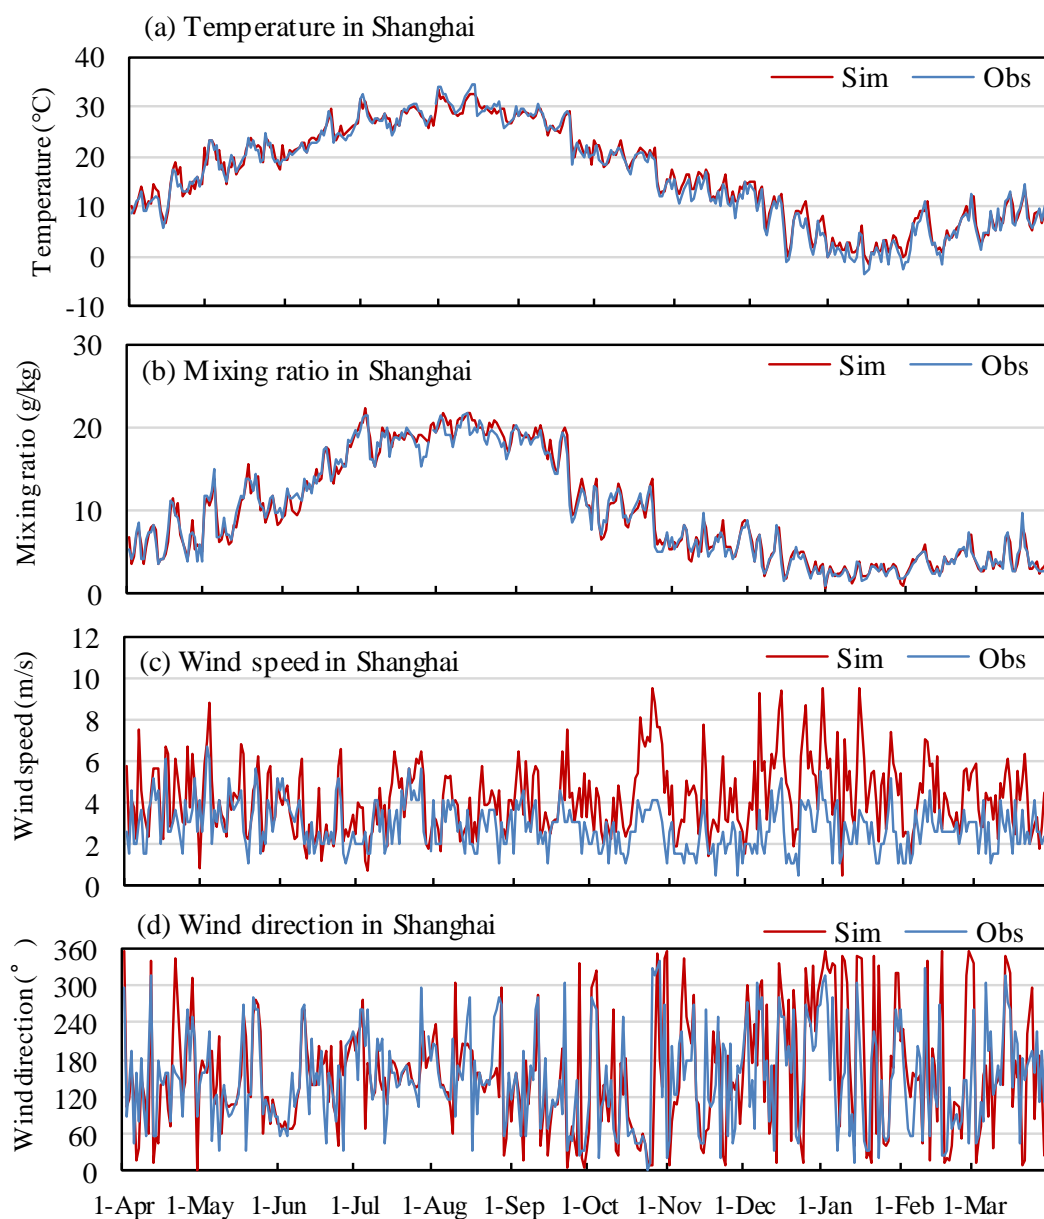 (a) Temperature in Shanghai
Sim Obs
Temperature (℃)
40
30
20
10
0
-10
(b) Mixing ratio in Shanghai
Sim Obs
Mixing ratio (g/kg)
30
20
10
0
(c) Wind speed in Shanghai
Sim Obs
Wind speed (m/s)
12
10
8
6
4
2
0
(d) Wind direction in Shanghai
Sim Obs
Wind direction (° )
360
300
240
180
120
60
0
1-Apr 1-May 1-Jun 1-Jul 1-Aug 1-Sep 1-Oct 1-Nov 1-Dec 1-Jan 1-Feb 1-Mar